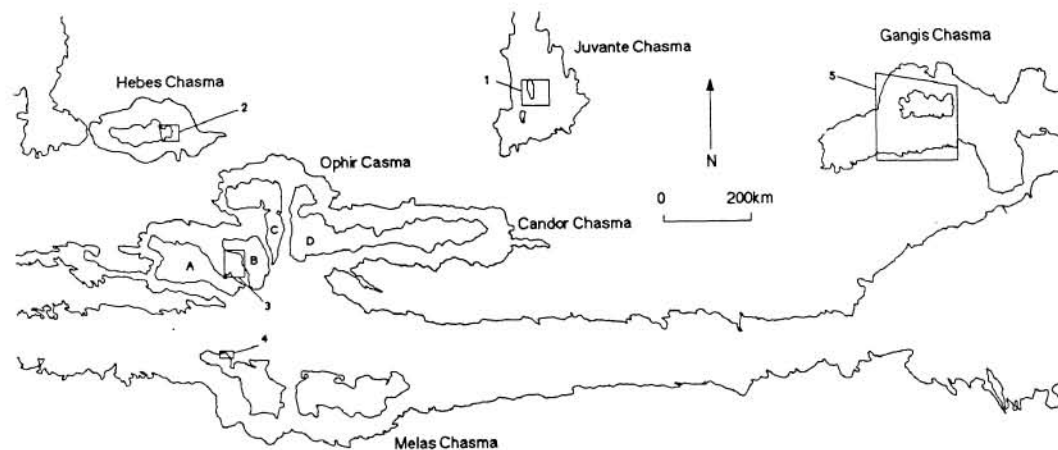 Hebes Chasma
2
1
Juvante Chasma
Gangis Chasma
5
N
0 200km
Ophir Casma
Candor Chasma
C
D
A
B
3
4
Melas Chasma